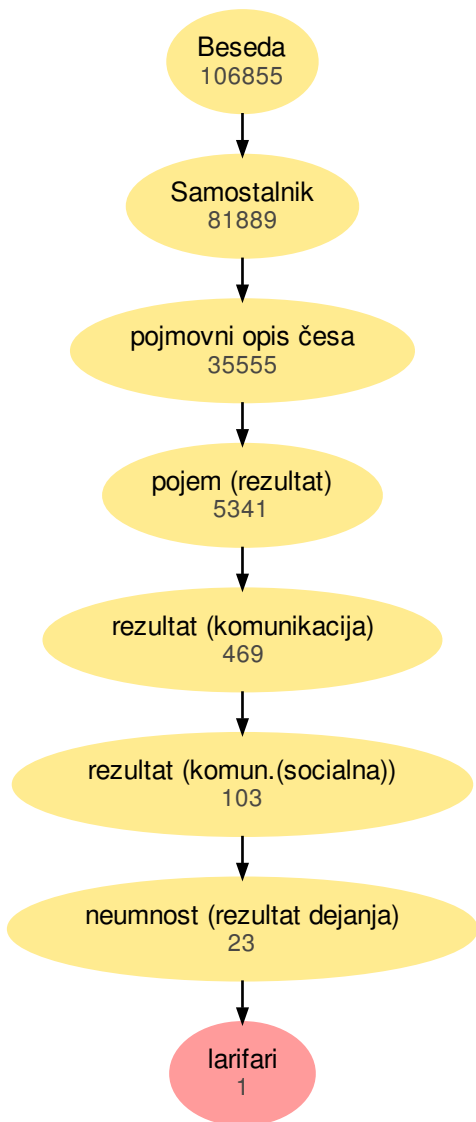 Beseda
106855
Samostalnik
81889
pojmovni opis česa
35555
pojem (rezultat)
5341
rezultat (komunikacija)
469
rezultat (komun.(socialna))
103
neumnost (rezultat dejanja)
23
larifari
1